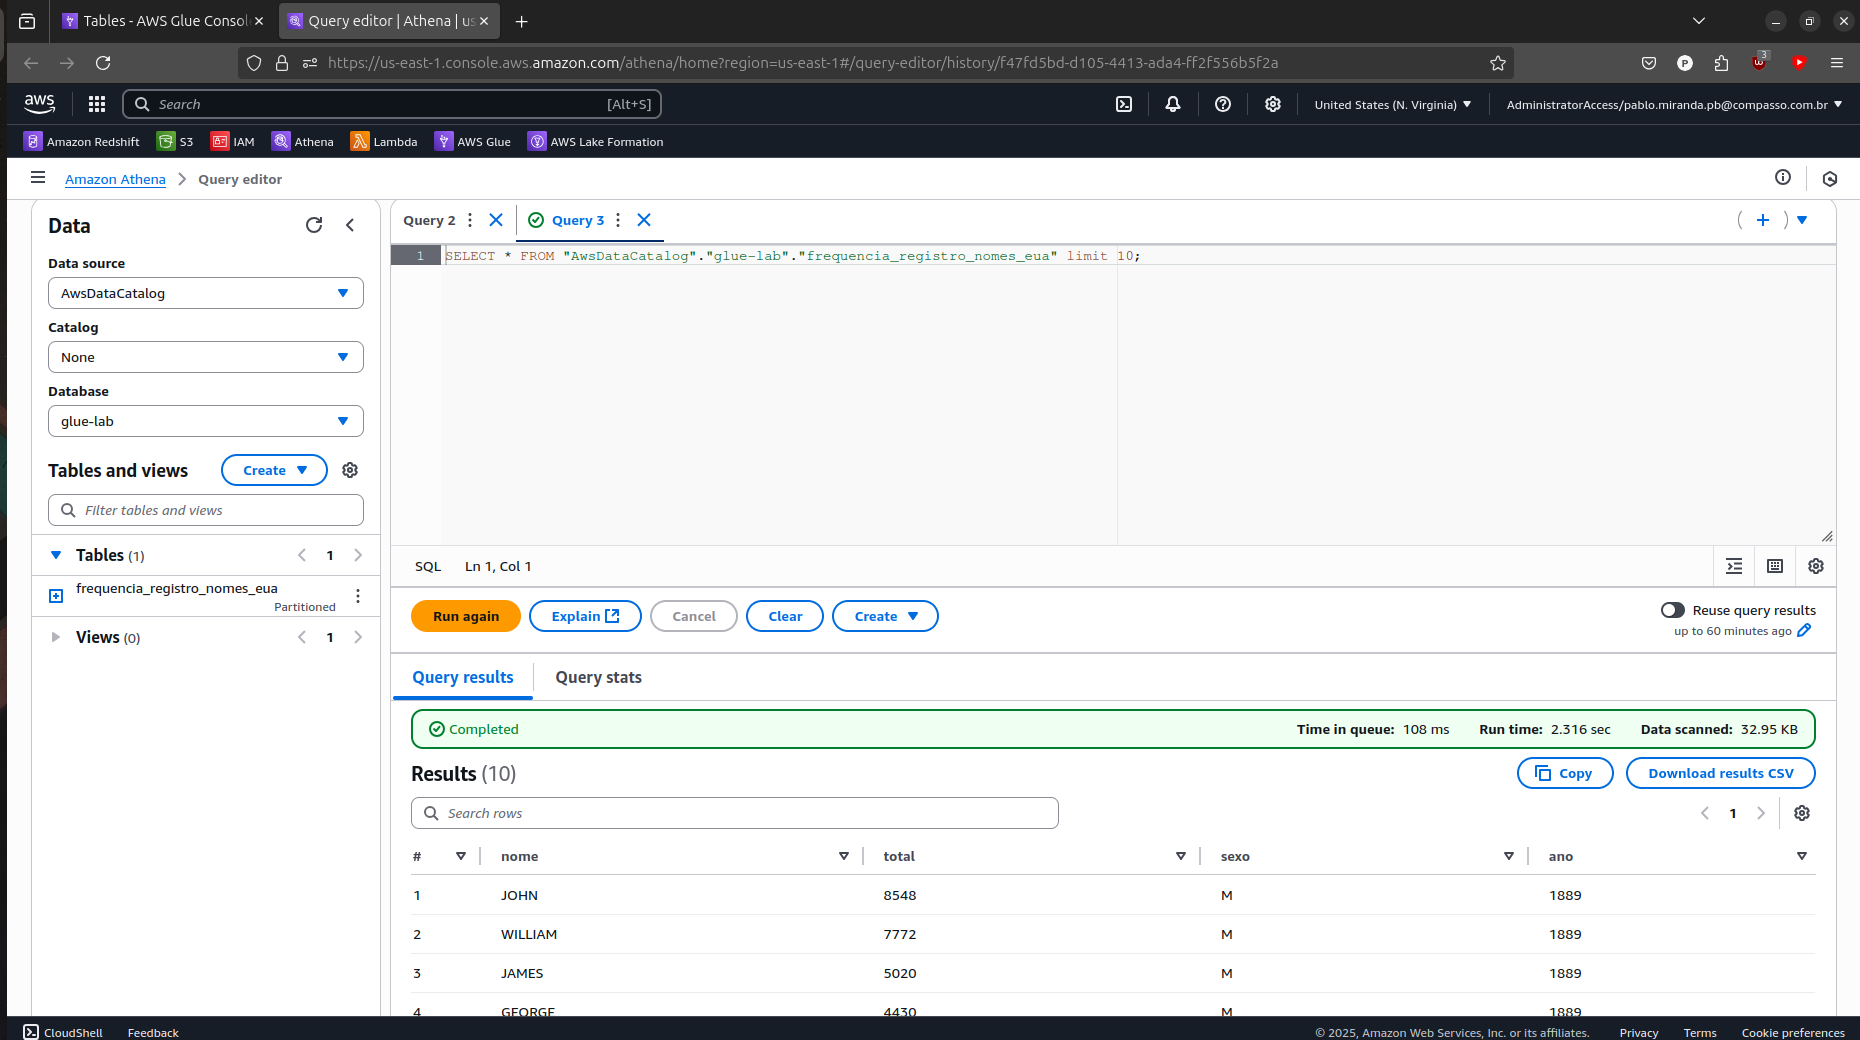 Tables - AWS Glue Consol
Query editor | Athena | us
https://us-east-1.console.aws.amazon.com/athena/home?region=us-east-1#/query-editor/history/f47fd5bd-d105-4413-ada4-ff2f556b5f2a
P
3
aws
Search
[Alt+S]
United States (N. Virginia)
AdministratorAccess/pablo.miranda.pb@compasso.com.br
Amazon Redshift
S3
IAM
Athena
Lambda
AWS Glue
AWS Lake Formation
Amazon Athena
Query editor
Data
Data source
AwsDataCatalog
Catalog
None
Database
glue-lab
Tables and views
Create
Filter tables and views
Tables (1)
1
frequencia_registro_nomes_eua
Partitioned
Views (0)
1
Query 2
Query 3
1 SELECT * FROM "AwsDataCatalog"."glue-lab"."frequencia_registro_nomes_eua" limit 10;
SQL
Ln 1, Col 1
Run again
Explain
Cancel
Clear
Create
Reuse query results
up to 60 minutes ago
Query results
Query stats
Completed
Time in queue: 108 ms
Run time: 2.316 sec
Data scanned: 32.95 KB
Results (10)
Copy
Download results CSV
Search rows
1
# nome total sexo ano
1 JOHN 8548 M 1889
2 WILLIAM 7772 M 1889
3 JAMES 5020 M 1889
4 GEORGE 4430 M 1889
CloudShell
Feedback
© 2025, Amazon Web Services, Inc. or its affiliates.
Privacy
Terms
Cookie preferences